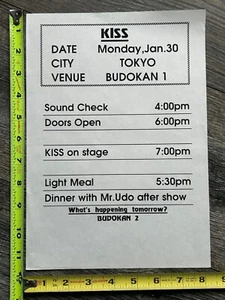 KISS
DATE Monday,Jan.30
CITY TOKYO
VENUE BUDOKAN 1
Sound Check 4:00pm
Doors Open 6:00pm
KISS on stage 7:00pm
Light Meal 5:30pm
Dinner with Mr.Udo after show
What's happening tomorrow?
BUDOKAN 2